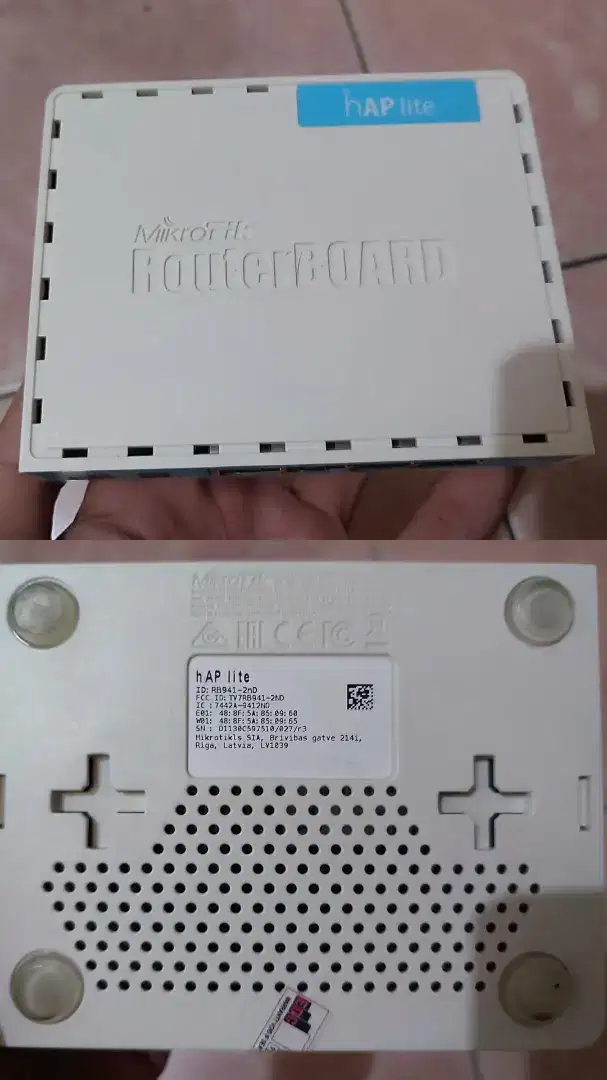 hAP lite
MikroTik
RouterBOARD
MikroTik
hAP lite
ID: RB941-2nD
FCC ID: TV7RB941-2ND
IC : 7442A-9412ND
E01: 48:8F:5A:85:09:60
W01: 48:8F:5A:85:09:65
SN : D1130C597510/027/r3
Mikrotikls SIA, Brivibas gatve 214i,
Riga, Latvia, LV1039